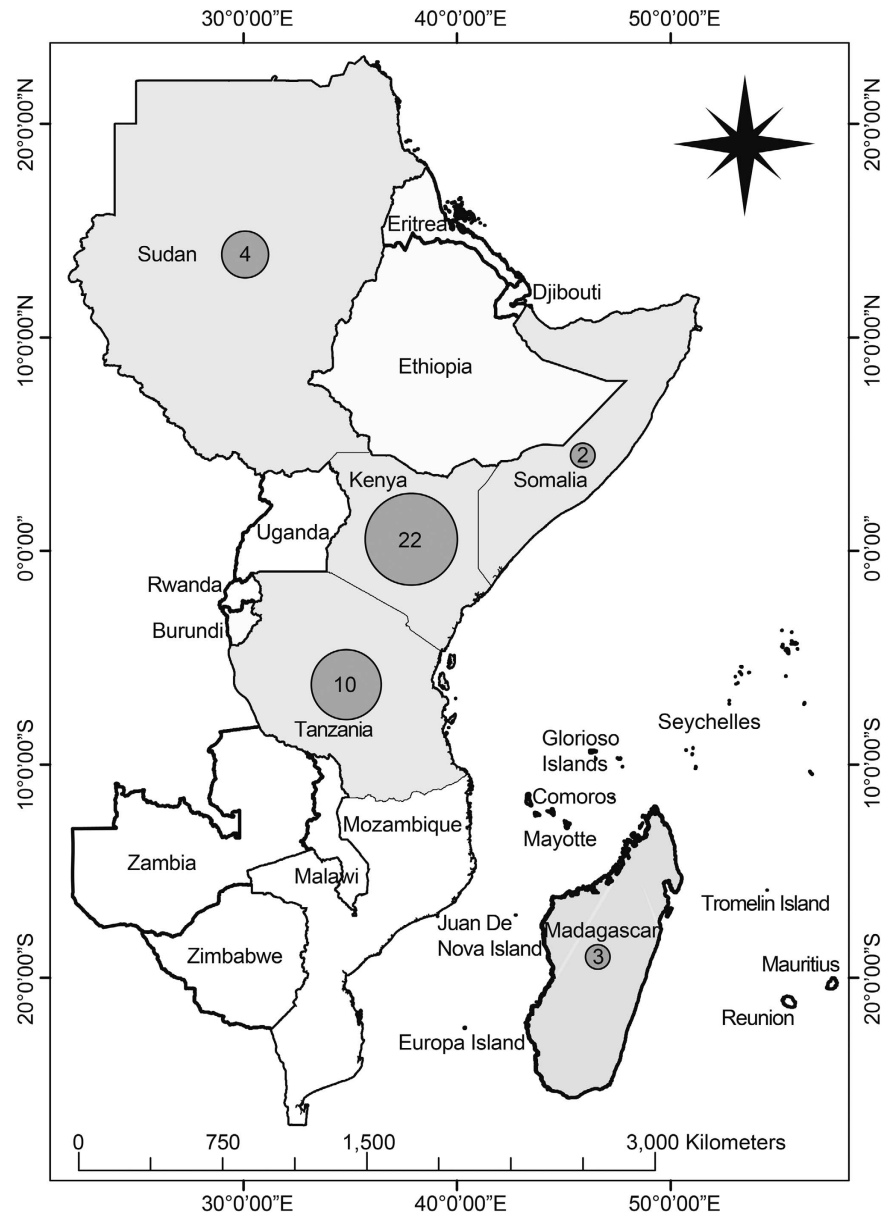 30°0'0"E 40°0'0"E 50°0'00"E
20°0'00"N
20°0'00"N
Eritrea
Sudan
4
Djibouti
10°0'00"N
10°0'00"N
Ethiopia
2
Kenya
Somalia
Uganda
22
0°0'00"
0°0'00"
Rwanda
Burundi
10
Tanzania
Seychelles
Glorioso
Islands
10°0'00"S
10°0'00"S
Comoros
Mozambique
Mayotte
Zambia
Malawi
Tromelin Island
Juan De
Nova Island
Madagascar
Zimbabwe
3
Mauritius
20°0'00"S
20°0'00"S
Reunion
Europa Island
0 750 1,500 3,000 Kilometers
30°0'0"E 40°0'0"E 50°0'00"E